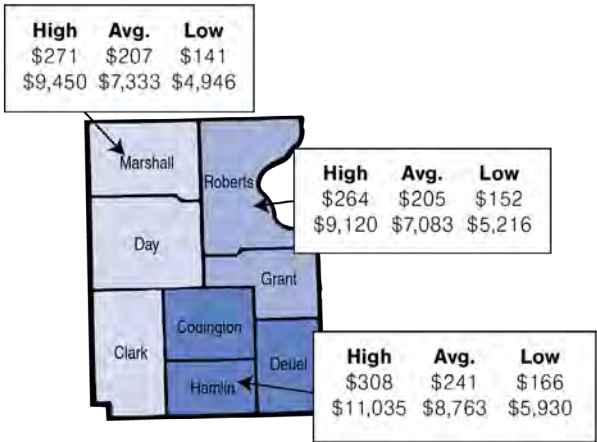 High Avg. Low
$271 $207 $141
$9,450 $7,333 $4,946
Marshall
Roberts
High Avg. Low
$264 $205 $152
$9,120 $7,083 $5,216
Day
Grant
Codington
Clark
Deuel
Hamlin
High Avg. Low
$308 $241 $166
$11,035 $8,763 $5,930